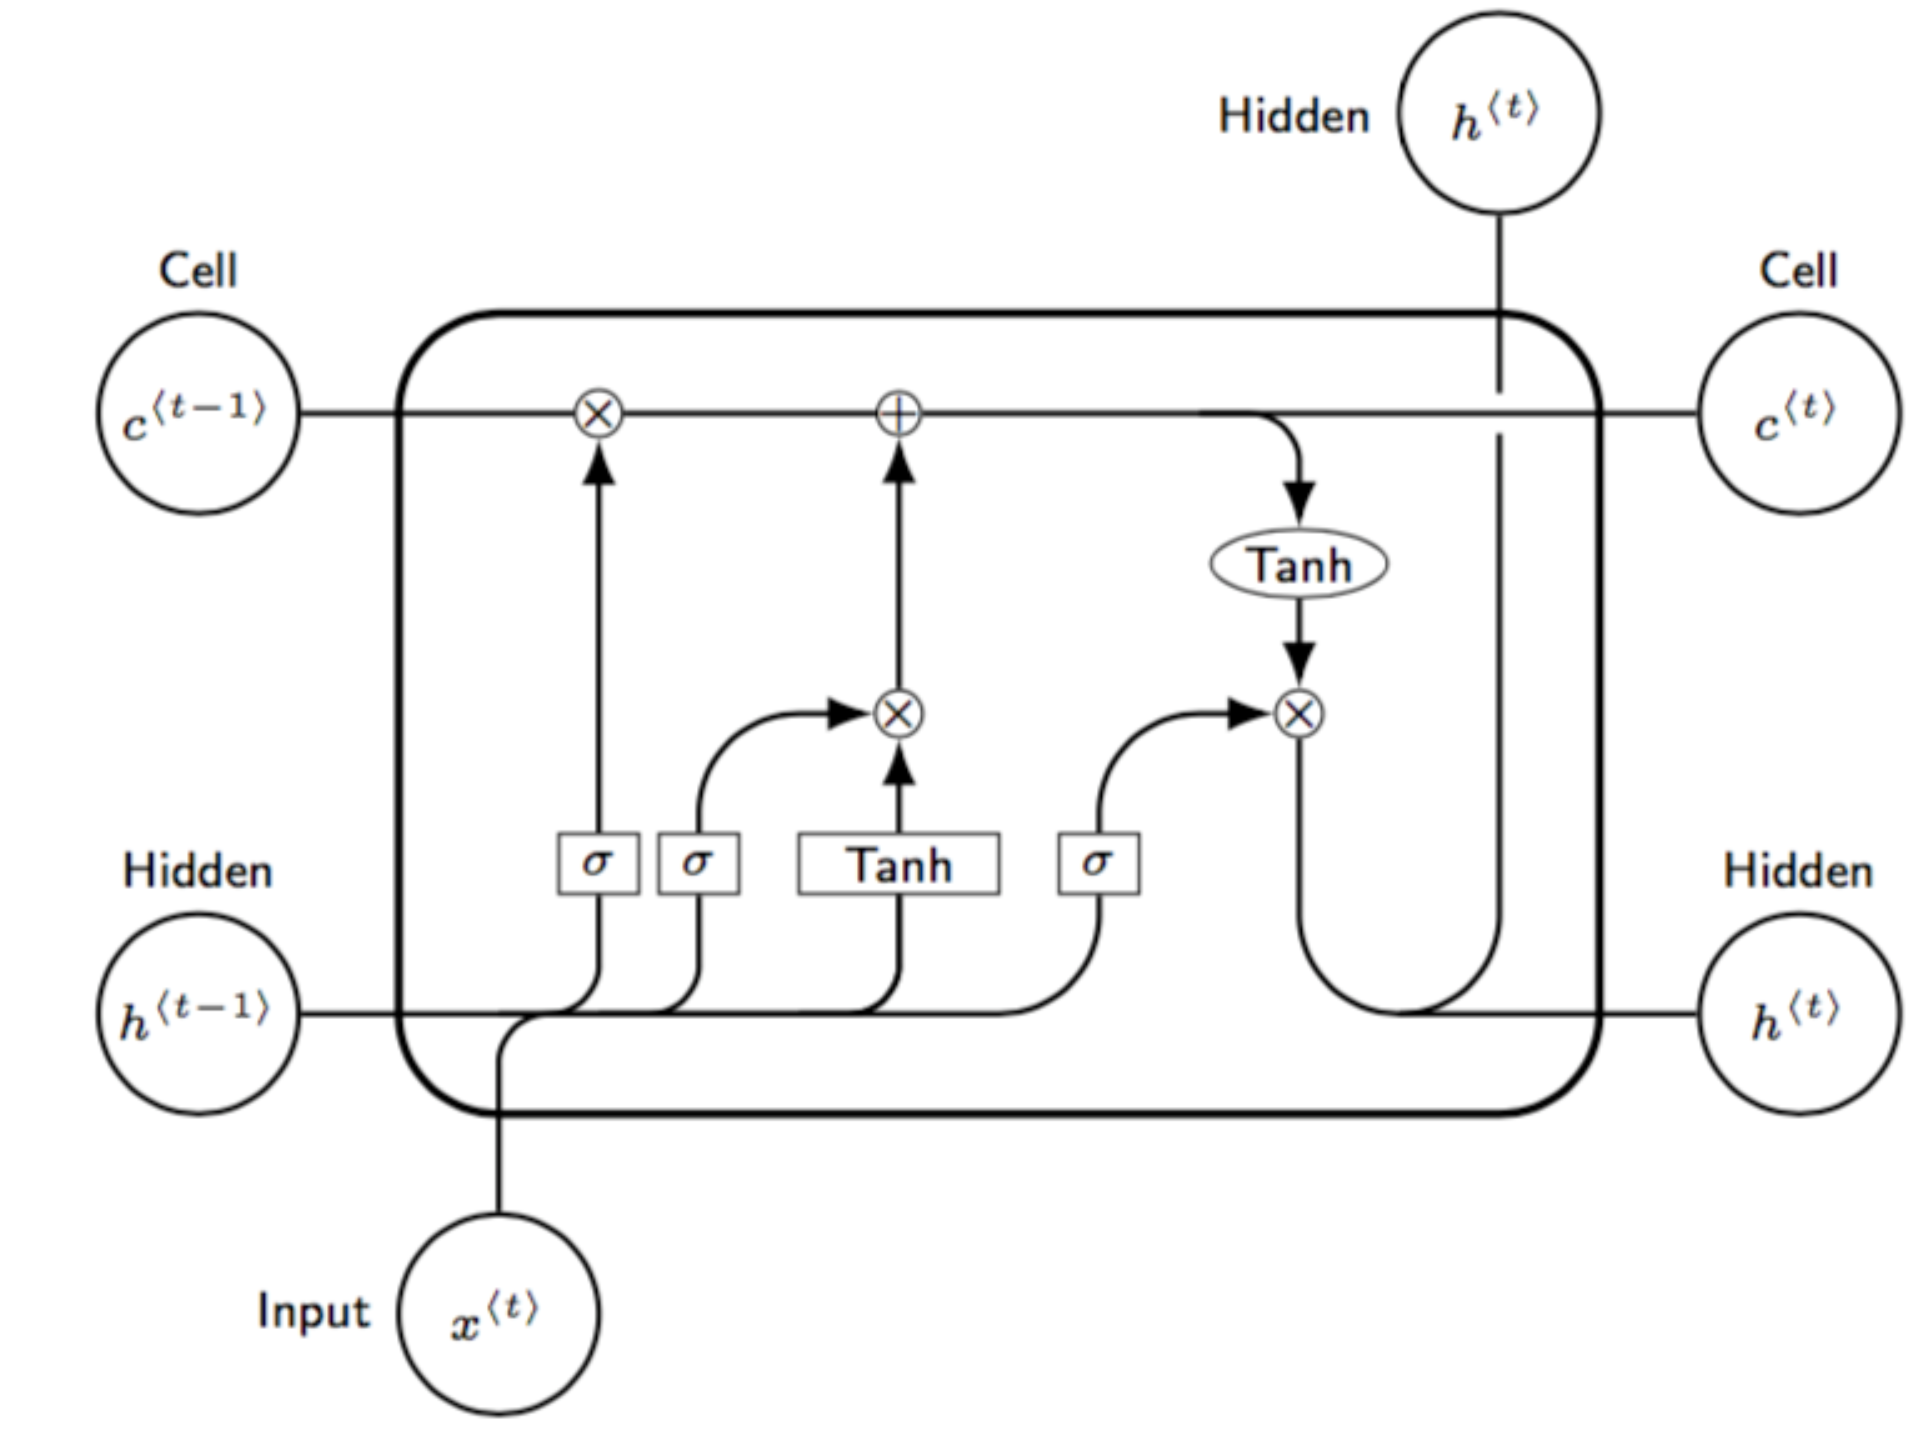 Hidden
h⟨t⟩
Cell
Cell
c⟨t−1⟩
×
+
c⟨t⟩
Tanh
×
×
σ
σ
Tanh
σ
Hidden
Hidden
h⟨t−1⟩
h⟨t⟩
Input
x⟨t⟩